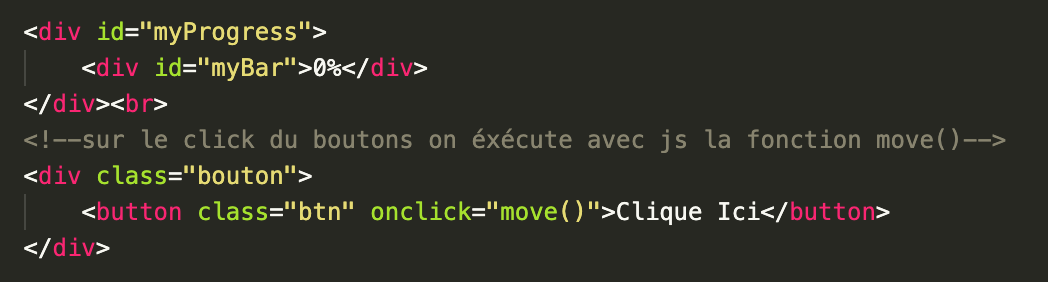 <div id="myProgress">
    <div id="myBar">0%</div>
</div><br>
<!--sur le click du boutons on éxécute avec js la fonction move()-->
<div class="bouton">
    <button class="btn" onclick="move()">Clique Ici</button>
</div>